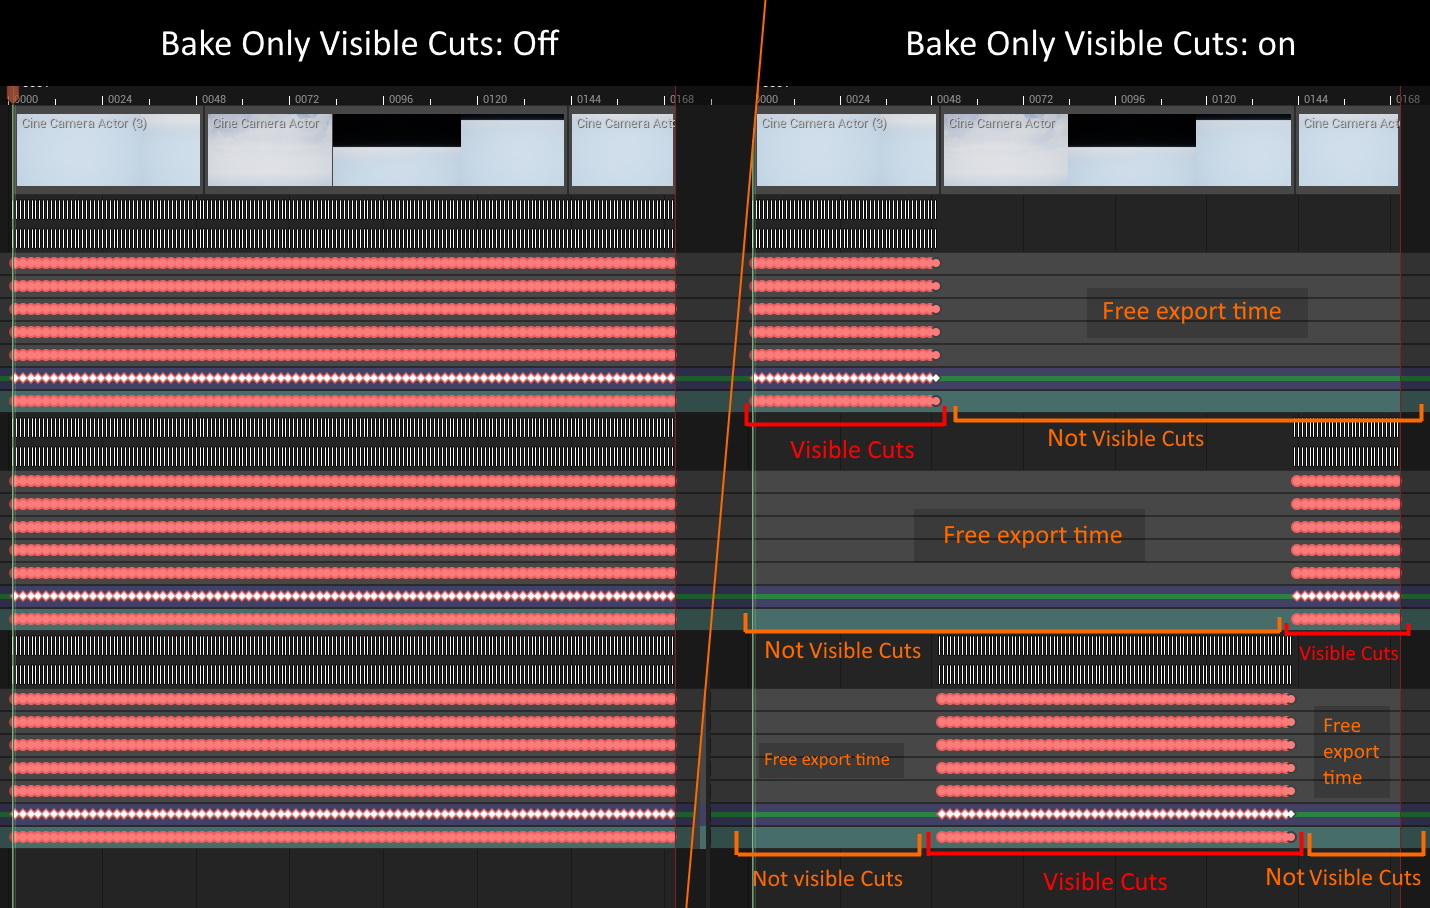 Bake Only Visible Cuts: Off
Bake Only Visible Cuts: on
0000 0024 0048 0072 0096 0120 0144 0168
000 0024 0048 0072 0096 0120 0144 0168
Cine Camera Actor (3) Cine Camera Actor Cine Camera Act
Cine Camera Actor (3) Cine Camera Actor Cine Camera Act
Free export time
Visible Cuts
Not Visible Cuts
Free export time
Not Visible Cuts
Visible Cuts
Free export time
Free
export
time
Not visible Cuts
Visible Cuts
Not Visible Cuts